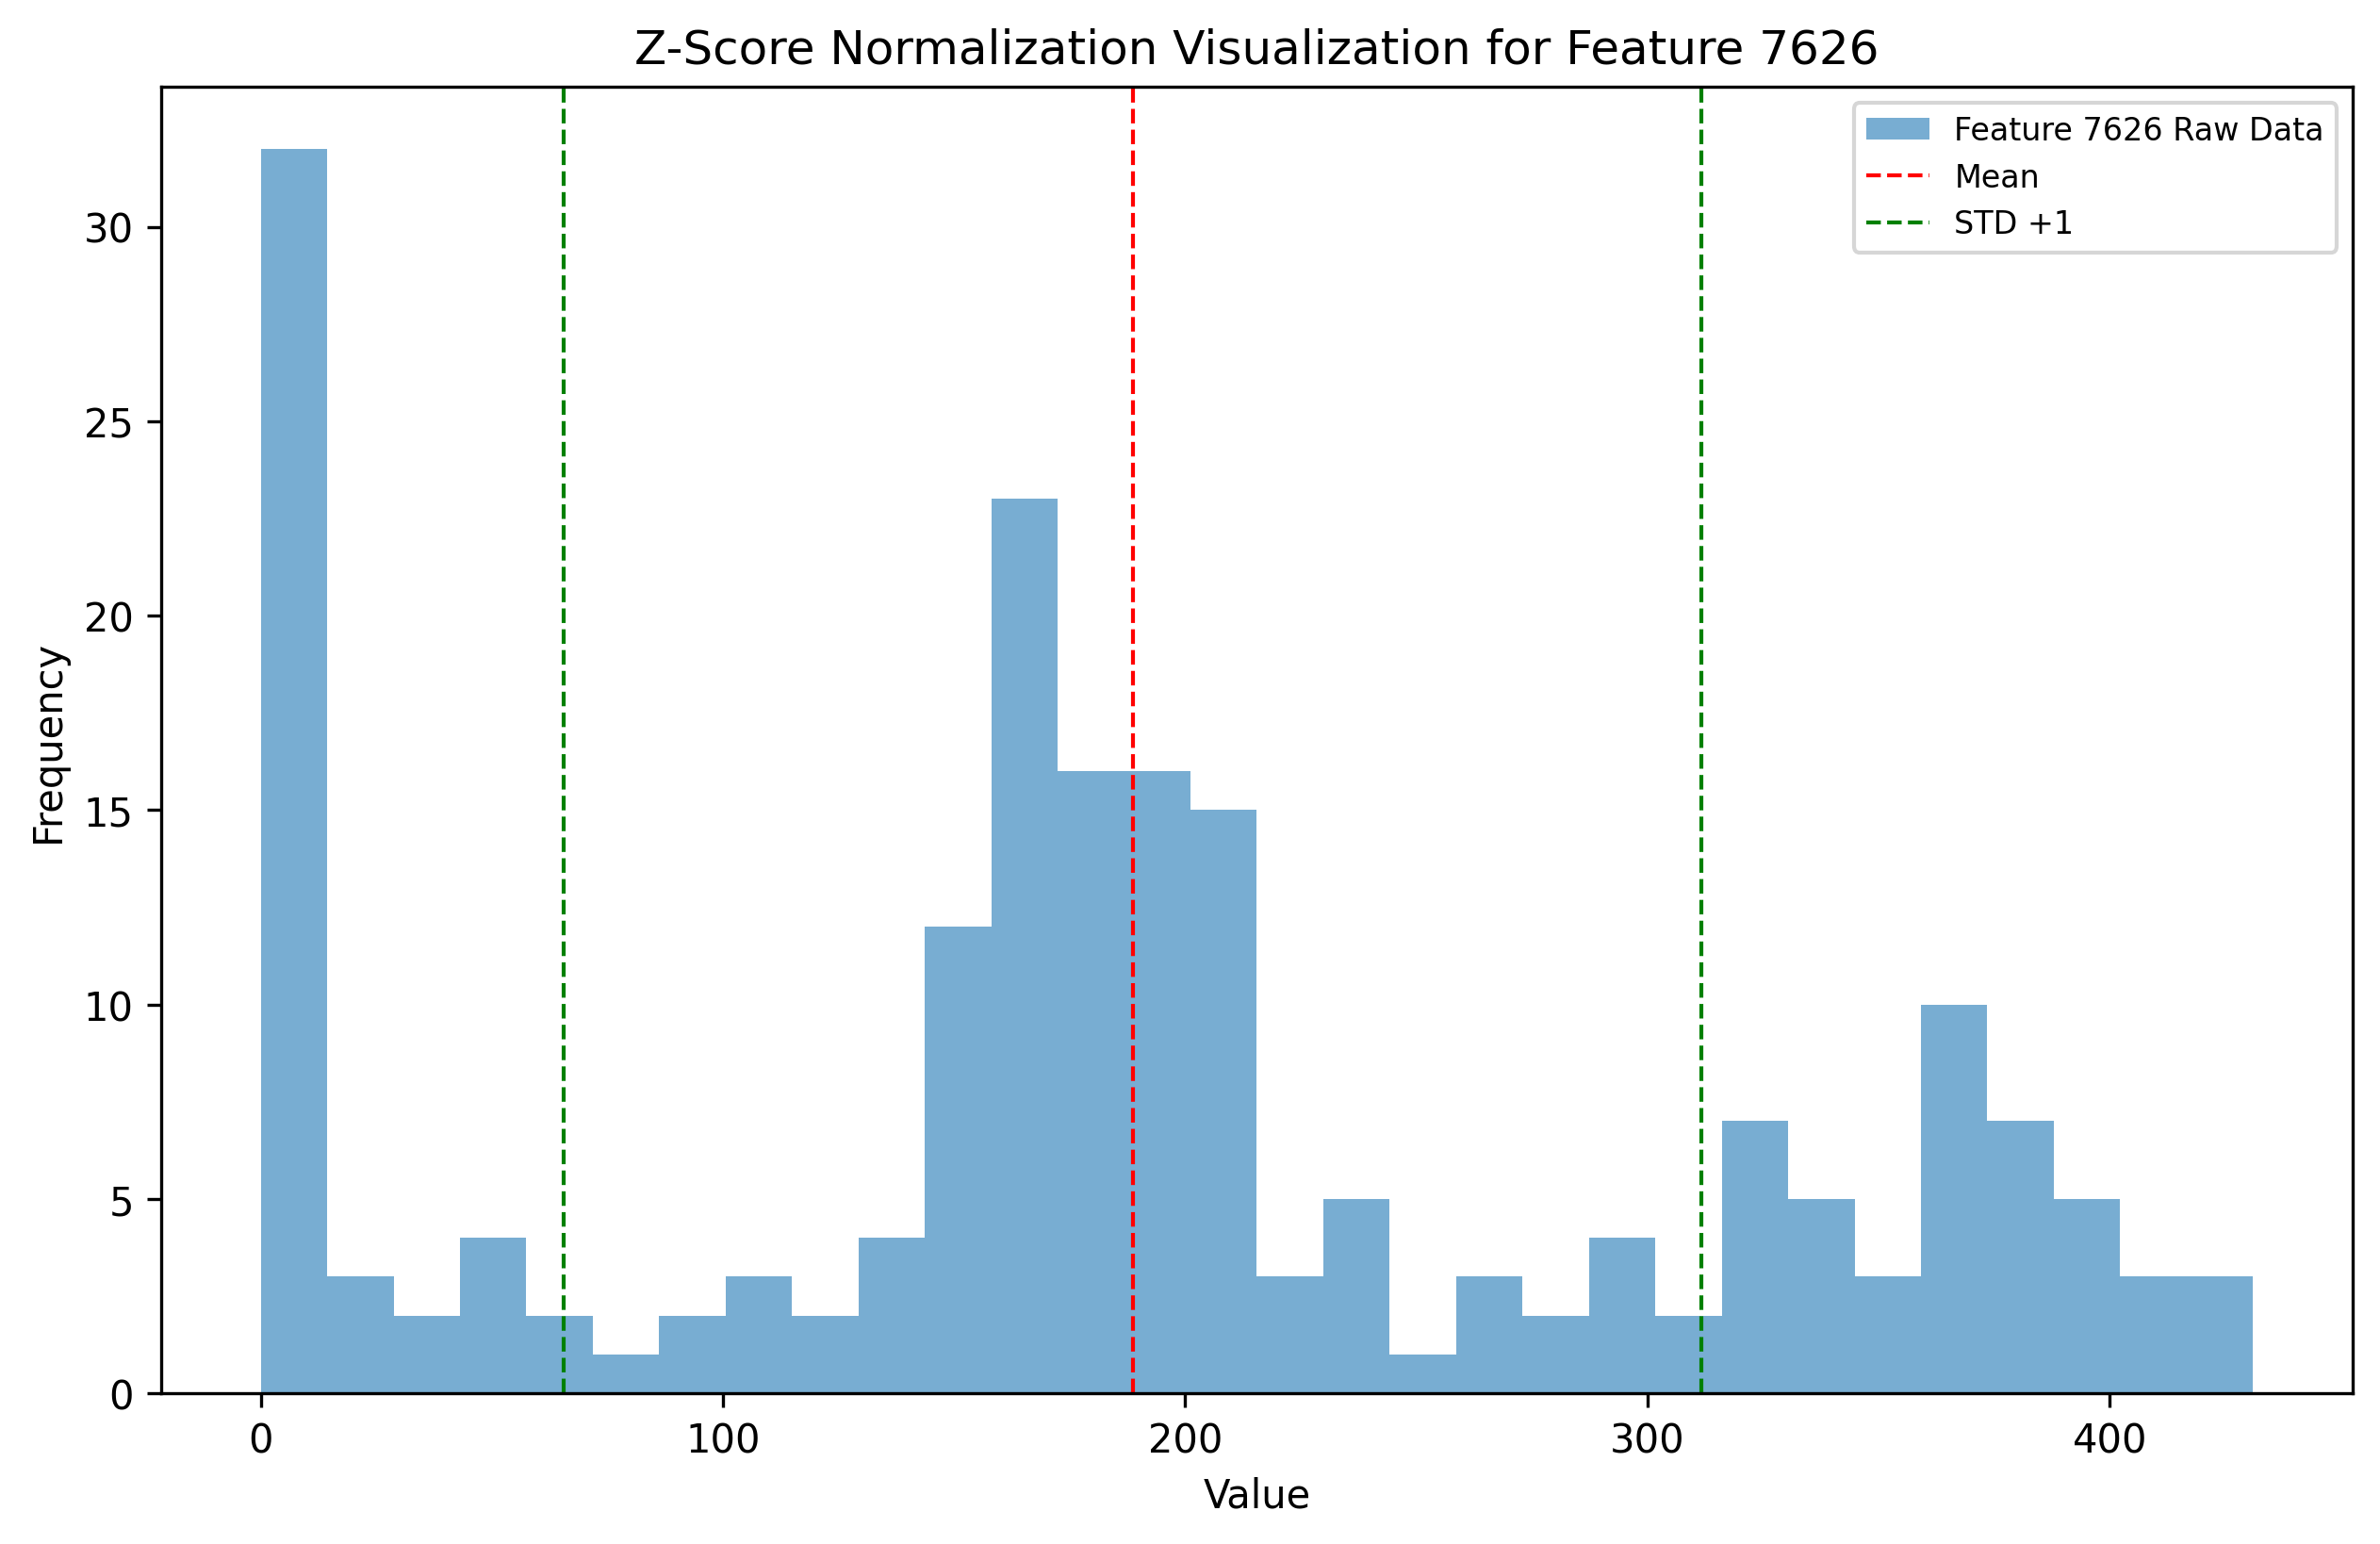 Z-Score Normalization Visualization for Feature 7626
Feature 7626 Raw Data
Mean
STD +1
30
25
20
15
10
5
0
Frequency
0 100 200 300 400
Value